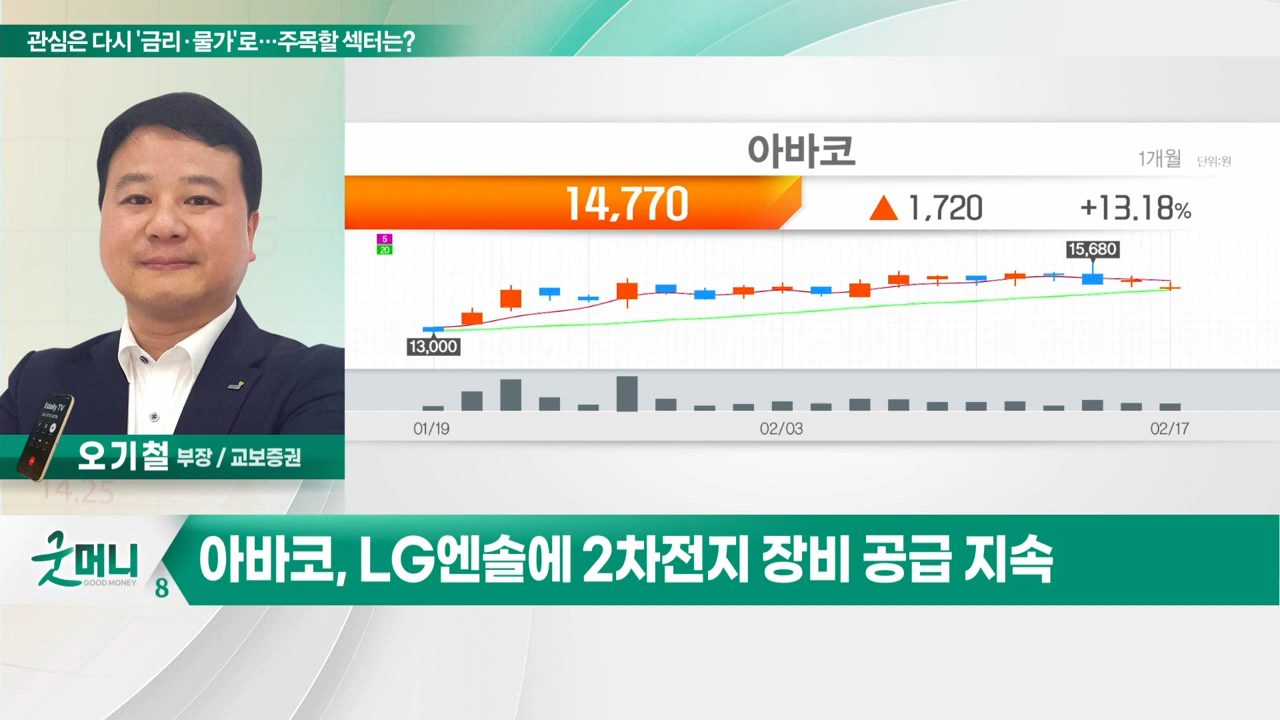 관심은 다시 '금리·물가'로…주목할 섹터는?
아바코
1개월 단위:원
14,770 ▲ 1,720 +13.18%
5
20
15,680
13,000
01/19 02/03 02/17
Edaily TV
오기철 부장 / 교보증권
14.25
굿머니
GOOD MONEY
8
아바코, LG엔솔에 2차전지 장비 공급 지속